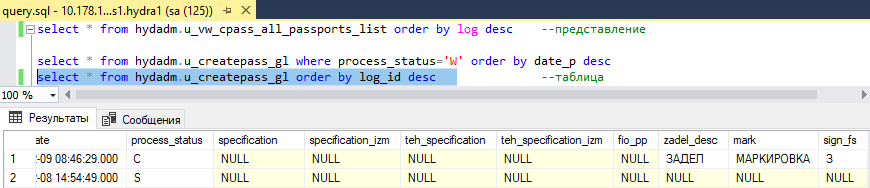 query.sql - 10.178.1...s1.hydra1 (sa (125))
select * from hydadm.u_vw_cpass_all_passports_list order by log desc --представление
select * from hydadm.u_createpass_gl where process_status='W' order by date_p desc
select * from hydadm.u_createpass_gl order by log_id desc --таблица
100 %
Результаты Сообщения
ate process_status specification specification_izm teh_specification teh_specification_izm fio_pp zadel_desc mark sign_fs
1 2-09 08:46:29.000 C NULL NULL NULL NULL NULL ЗАДЕЛ МАРКИРОВКА З
2 2-08 14:54:49.000 S NULL NULL NULL NULL NULL NULL NULL NULL